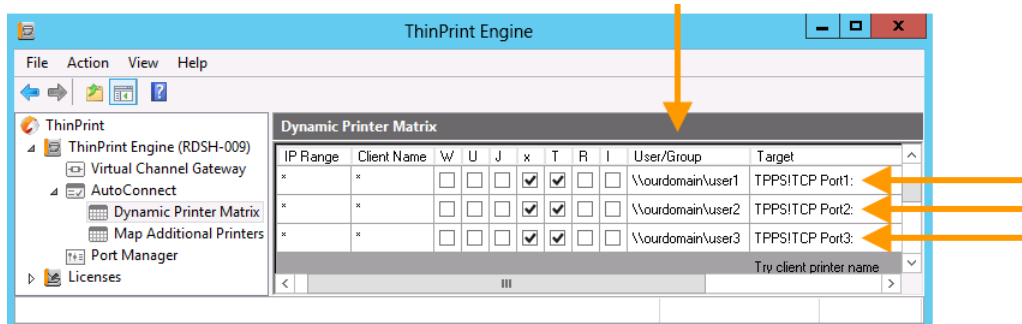 ThinPrint Engine
File Action View Help
ThinPrint
ThinPrint Engine (RDSH-009)
Virtual Channel Gateway
AutoConnect
Dynamic Printer Matrix
Map Additional Printers
Port Manager
Licenses
Dynamic Printer Matrix
IP Range Client Name W U J x T R I User/Group Target
* * \\ourdomain\user1 TPPS!TCP Port1:
* * \\ourdomain\user2 TPPS!TCP Port2:
* * \\ourdomain\user3 TPPS!TCP Port3:
Try client printer name